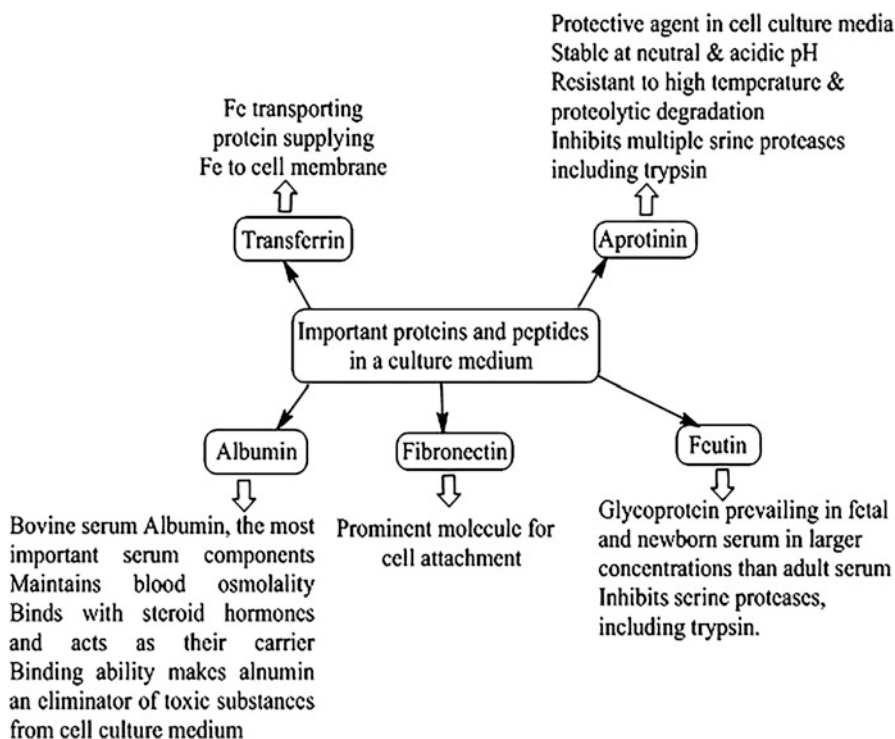 Protective agent in cell culture media
Stable at neutral & acidic pH
Resistant to high temperature &
proteolytic degradation
Inhibits multiple srine proteases
including trypsin
Fe transporting
protein supplying
Fe to cell membrane
Transferrin
Aprotinin
Important proteins and peptides
in a culture medium
Albumin
Fibronectin
Feutin
Bovine serum Albumin, the most
important serum components
Maintains blood osmolality
Binds with steroid hormones
and acts as their carrier
Binding ability makes alnumin
an eliminator of toxic substances
from cell culture medium
Prominent molecule for
cell attachment
Glycoprotein prevailing in fetal
and newborn serum in larger
concentrations than adult serum
Inhibits serine proteases,
including trypsin.